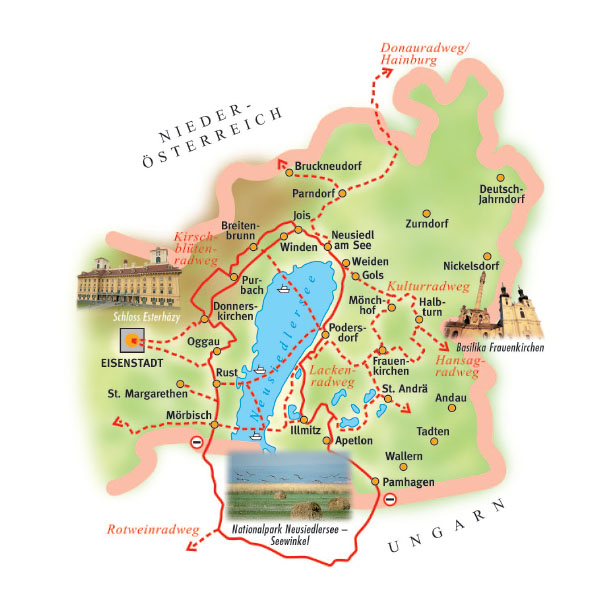 Donauradweg/
Hainburg
NIEDER-
ÖSTERREICH
Bruckneudorf
Parndorf
Deutsch-
Jahrndorf
Zurndorf
Jois
Breiten-
brunn
Winden
Neusiedl
am See
Kirsch-
blüten-
radweg
Weiden
Gols
Nickelsdorf
Kulturradweg
Pur-
bach
Mönch-
hof
Halb-
turn
Donners-
kirchen
Schloss Esterházy
Neusiedlersee
Poders-
dorf
Basilika Frauenkirchen
Oggau
EISENSTADT
Frauen-
kirchen
Hansag-
radweg
Lacken-
radweg
Rust
St. Margarethen
St. Andrä
Andau
Mörbisch
Illmitz
Apetlon
Tadten
Wallern
Pamhagen
Nationalpark Neusiedlersee –
Seewinkel
Rotweinradweg
UNGARN